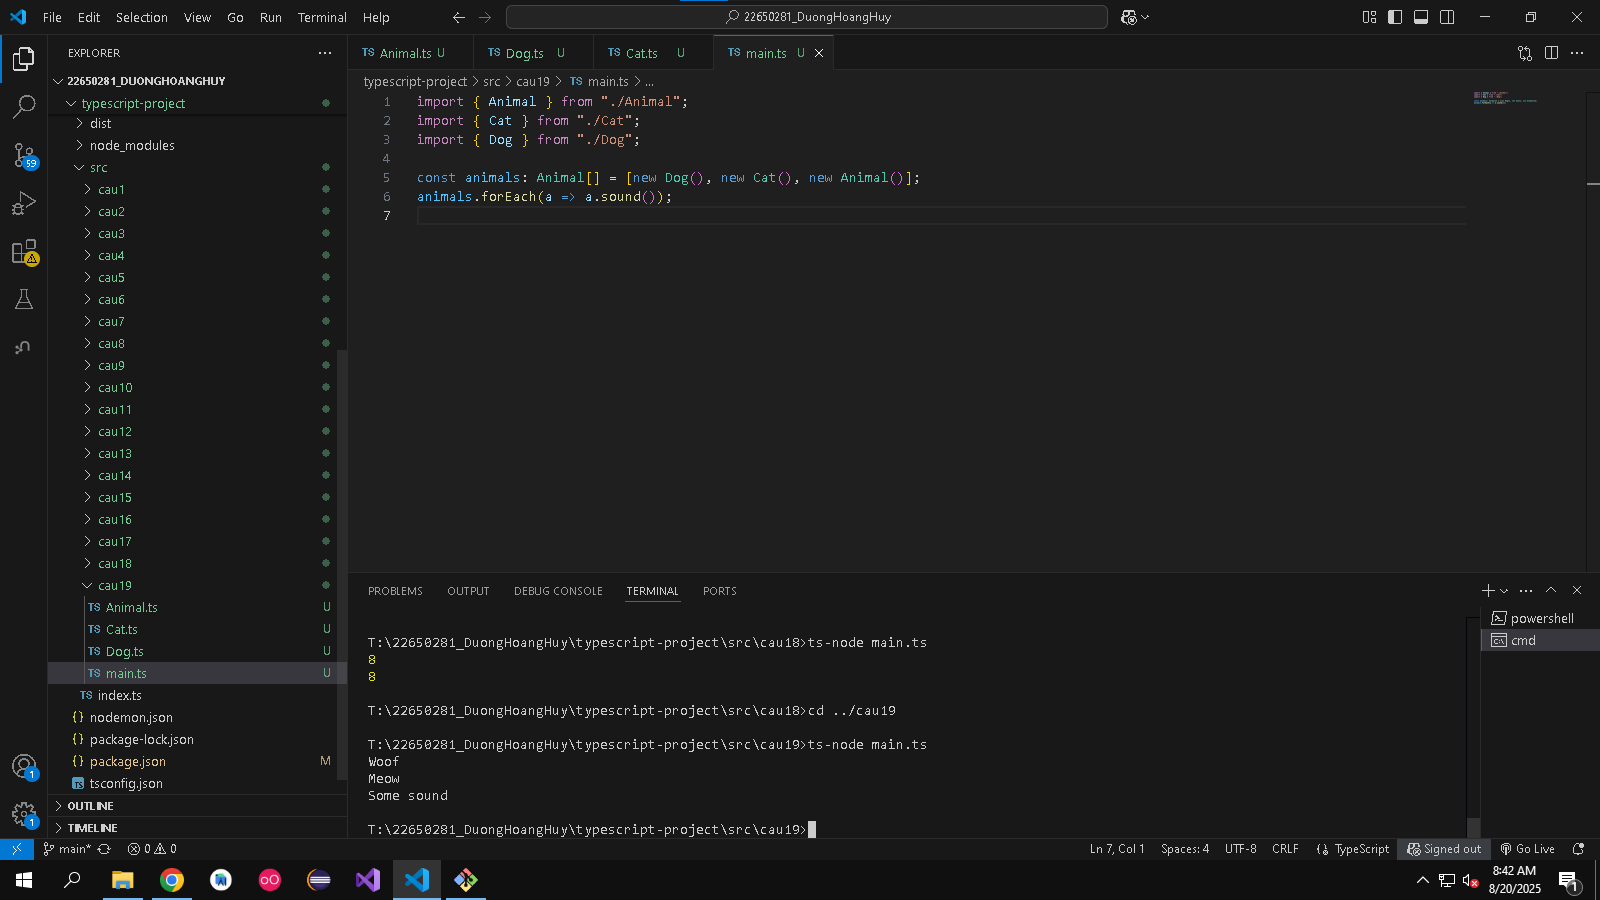 File Edit Selection View Go Run Terminal Help
22650281_DuongHoangHuy
EXPLORER
22650281_DUONGHOANGHUY
typescript-project
dist
node_modules
src
cau1
cau2
cau3
cau4
cau5
cau6
cau7
cau8
cau9
cau10
cau11
cau12
cau13
cau14
cau15
cau16
cau17
cau18
cau19
TS Animal.ts U
TS Cat.ts U
TS Dog.ts U
TS main.ts U
TS index.ts
{} nodemon.json
{} package-lock.json
{} package.json M
TS tsconfig.json
OUTLINE
TIMELINE
59
1
1
TS Animal.ts U TS Dog.ts U TS Cat.ts U TS main.ts U
typescript-project > src > cau19 > TS main.ts > ...
1 import { Animal } from "./Animal";
2 import { Cat } from "./Cat";
3 import { Dog } from "./Dog";
4
5 const animals: Animal[] = [new Dog(), new Cat(), new Animal()];
6 animals.forEach(a => a.sound());
7
PROBLEMS OUTPUT DEBUG CONSOLE TERMINAL PORTS
powershell
cmd
T:\22650281_DuongHoangHuy\typescript-project\src\cau18>ts-node main.ts
8
8
T:\22650281_DuongHoangHuy\typescript-project\src\cau18>cd ../cau19
T:\22650281_DuongHoangHuy\typescript-project\src\cau19>ts-node main.ts
Woof
Meow
Some sound
T:\22650281_DuongHoangHuy\typescript-project\src\cau19>
main* 0 0 Ln 7, Col 1 Spaces: 4 UTF-8 CRLF {} TypeScript Signed out Go Live
8:42 AM
8/20/2025
1